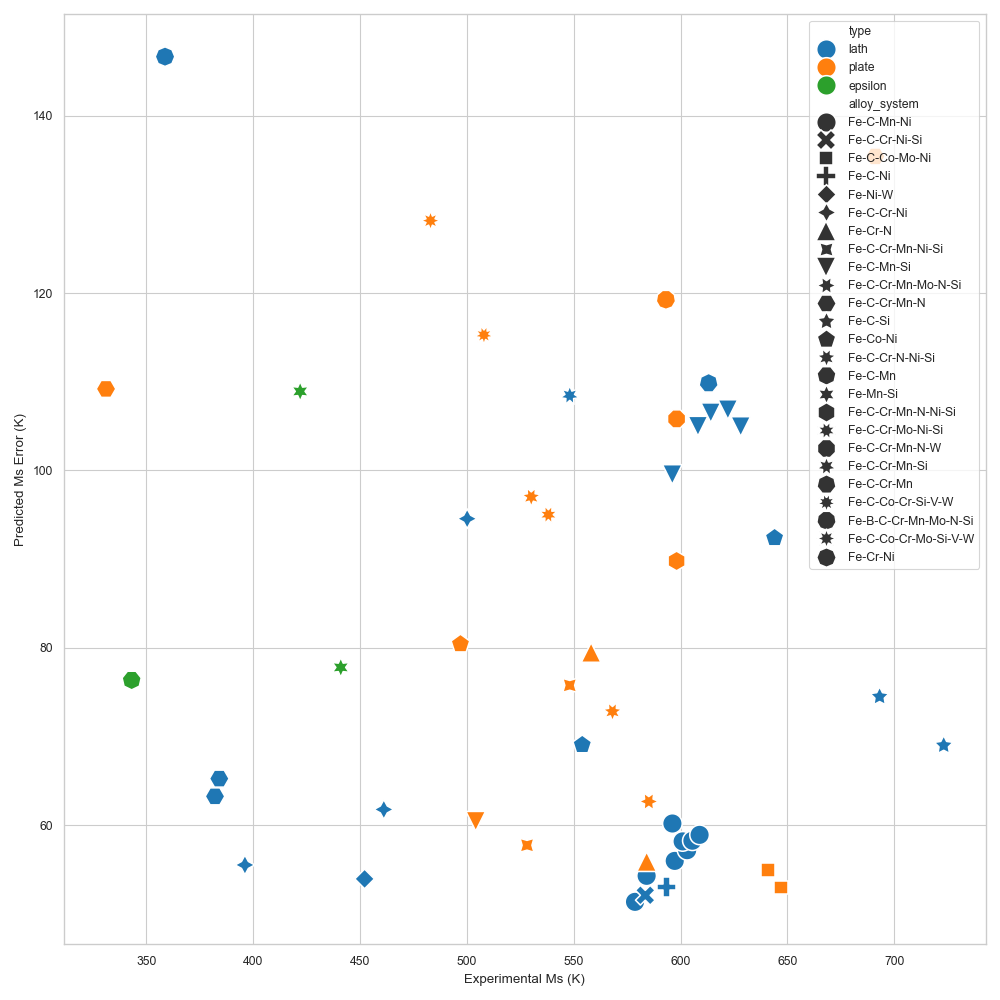 type
lath
plate
epsilon
alloy_system
Fe-C-Mn-Ni
Fe-C-Cr-Ni-Si
Fe-C-Co-Mo-Ni
Fe-C-Ni
Fe-Ni-W
Fe-C-Cr-Ni
Fe-Cr-N
Fe-C-Cr-Mn-Ni-Si
Fe-C-Mn-Si
Fe-C-Cr-Mn-Mo-N-Si
Fe-C-Cr-Mn-N
Fe-C-Si
Fe-Co-Ni
Fe-C-Cr-N-Ni-Si
Fe-C-Mn
Fe-Mn-Si
Fe-C-Cr-Mn-N-Ni-Si
Fe-C-Cr-Mo-Ni-Si
Fe-C-Cr-Mn-N-W
Fe-C-Cr-Mn-Si
Fe-C-Cr-Mn
Fe-C-Co-Cr-Si-V-W
Fe-B-C-Cr-Mn-Mo-N-Si
Fe-C-Co-Cr-Mo-Si-V-W
Fe-Cr-Ni
140
120
100
80
60
Predicted Ms Error (K)
350 400 450 500 550 600 650 700
Experimental Ms (K)